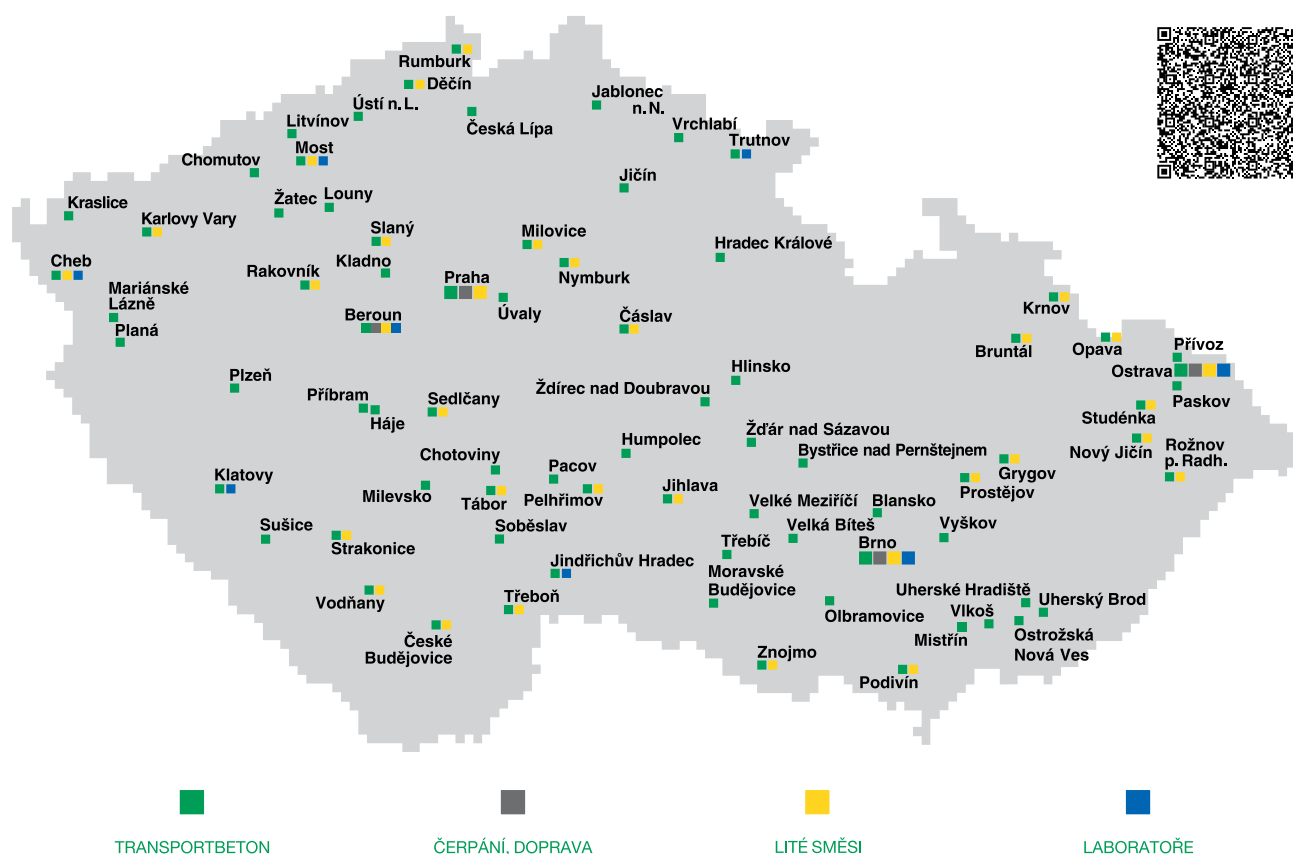 Rumburk
Děčín
Ústí n. L.
Česká Lípa
Jablonec
n. N.
Litvínov
Most
Vrchlabí
Trutnov
Chomutov
Jičín
Žatec
Louny
Kraslice
Karlovy Vary
Slaný
Milovice
Hradec Králové
Cheb
Rakovník
Kladno
Praha
Nymburk
Mariánské
Lázně
Úvaly
Krnov
Planá
Beroun
Čáslav
Bruntál
Opava
Přívoz
Ostrava
Plzeň
Hlinsko
Paskov
Příbram
Háje
Sedlčany
Ždírec nad Doubravou
Studénka
Žďár nad Sázavou
Nový Jičín
Humpolec
Bystřice nad Pernštejnem
Rožnov
p. Radh.
Chotoviny
Pacov
Grygov
Klatovy
Milevsko
Tábor
Pelhřimov
Jihlava
Prostějov
Velké Meziříčí
Blansko
Sušice
Strakonice
Soběslav
Velká Bíteš
Vyškov
Třebíč
Brno
Jindřichův Hradec
Moravské
Budějovice
Vodňany
Třeboň
Olbramovice
Uherské Hradiště
Uherský Brod
Vlkoš
České
Budějovice
Mistřín
Ostrožská
Nová Ves
Znojmo
Podivín
TRANSPORTBETON
ČERPÁNÍ, DOPRAVA
LITÉ SMĚSI
LABORATOŘE